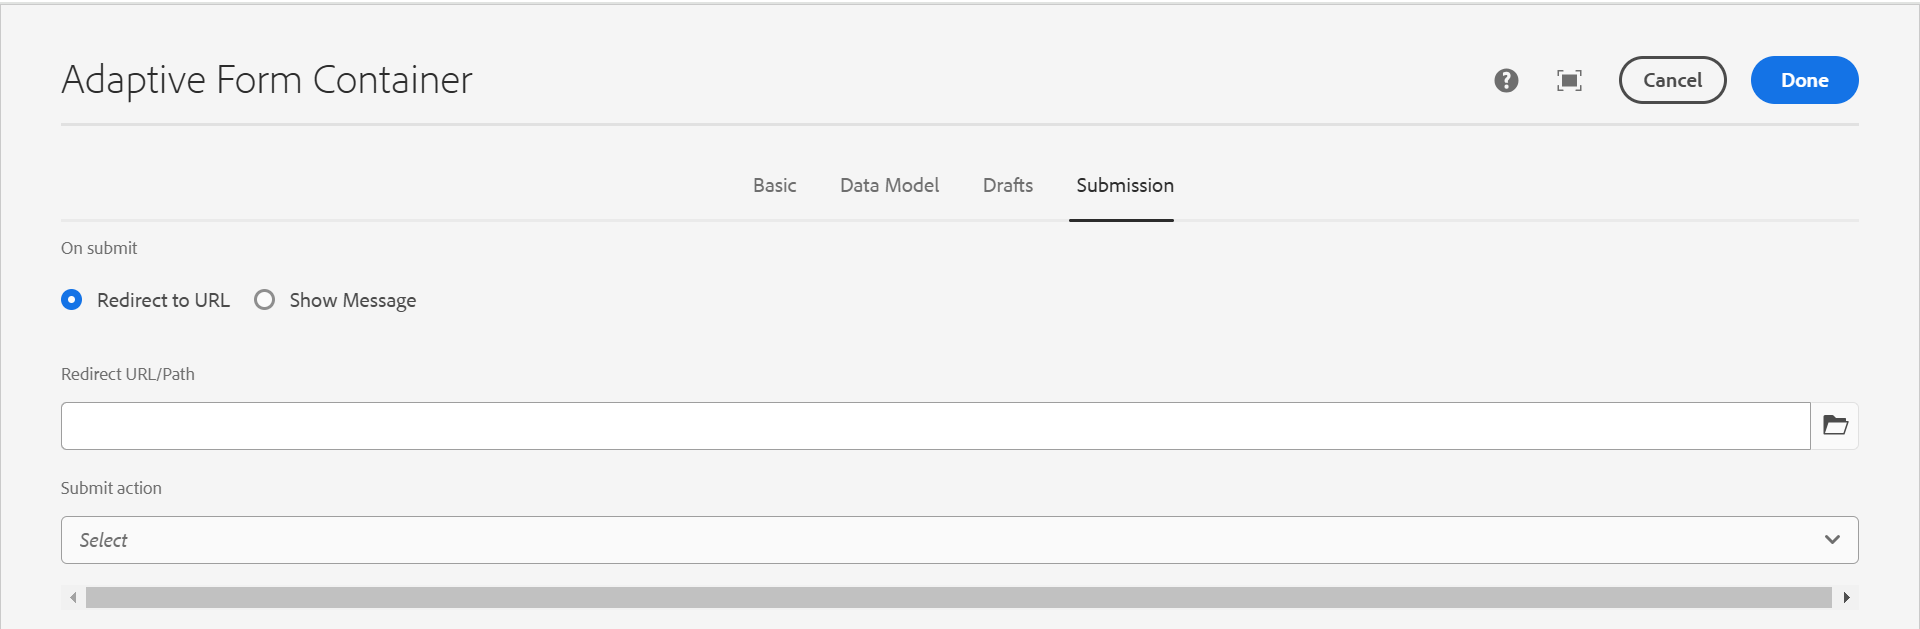 Adaptive Form Container
Cancel
Done
Basic
Data Model
Drafts
Submission
On submit
Redirect to URL
Show Message
Redirect URL/Path
Submit action
Select